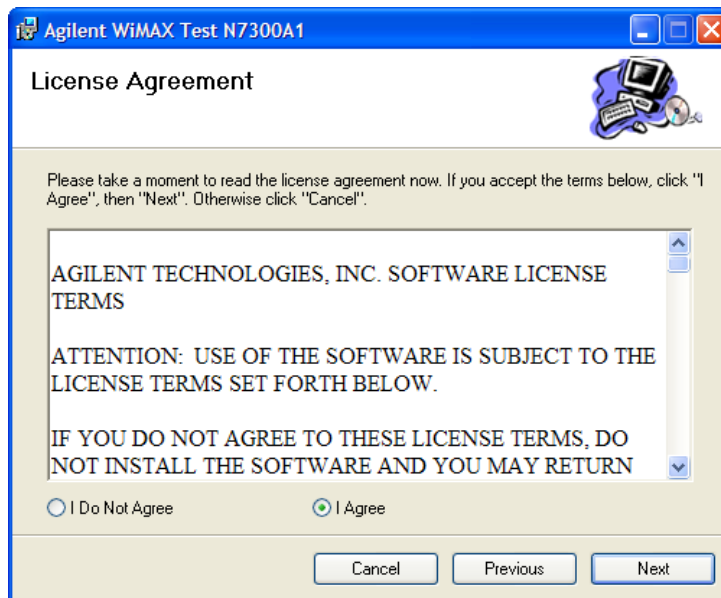 Agilent WiMAX Test N7300A1
License Agreement
Please take a moment to read the license agreement now. If you accept the terms below, click "I
Agree", then "Next". Otherwise click "Cancel".
AGILENT TECHNOLOGIES, INC. SOFTWARE LICENSE
TERMS
ATTENTION:  USE OF THE SOFTWARE IS SUBJECT TO THE
LICENSE TERMS SET FORTH BELOW.
IF YOU DO NOT AGREE TO THESE LICENSE TERMS, DO
NOT INSTALL THE SOFTWARE AND YOU MAY RETURN
I Do Not Agree I Agree
Cancel Previous Next